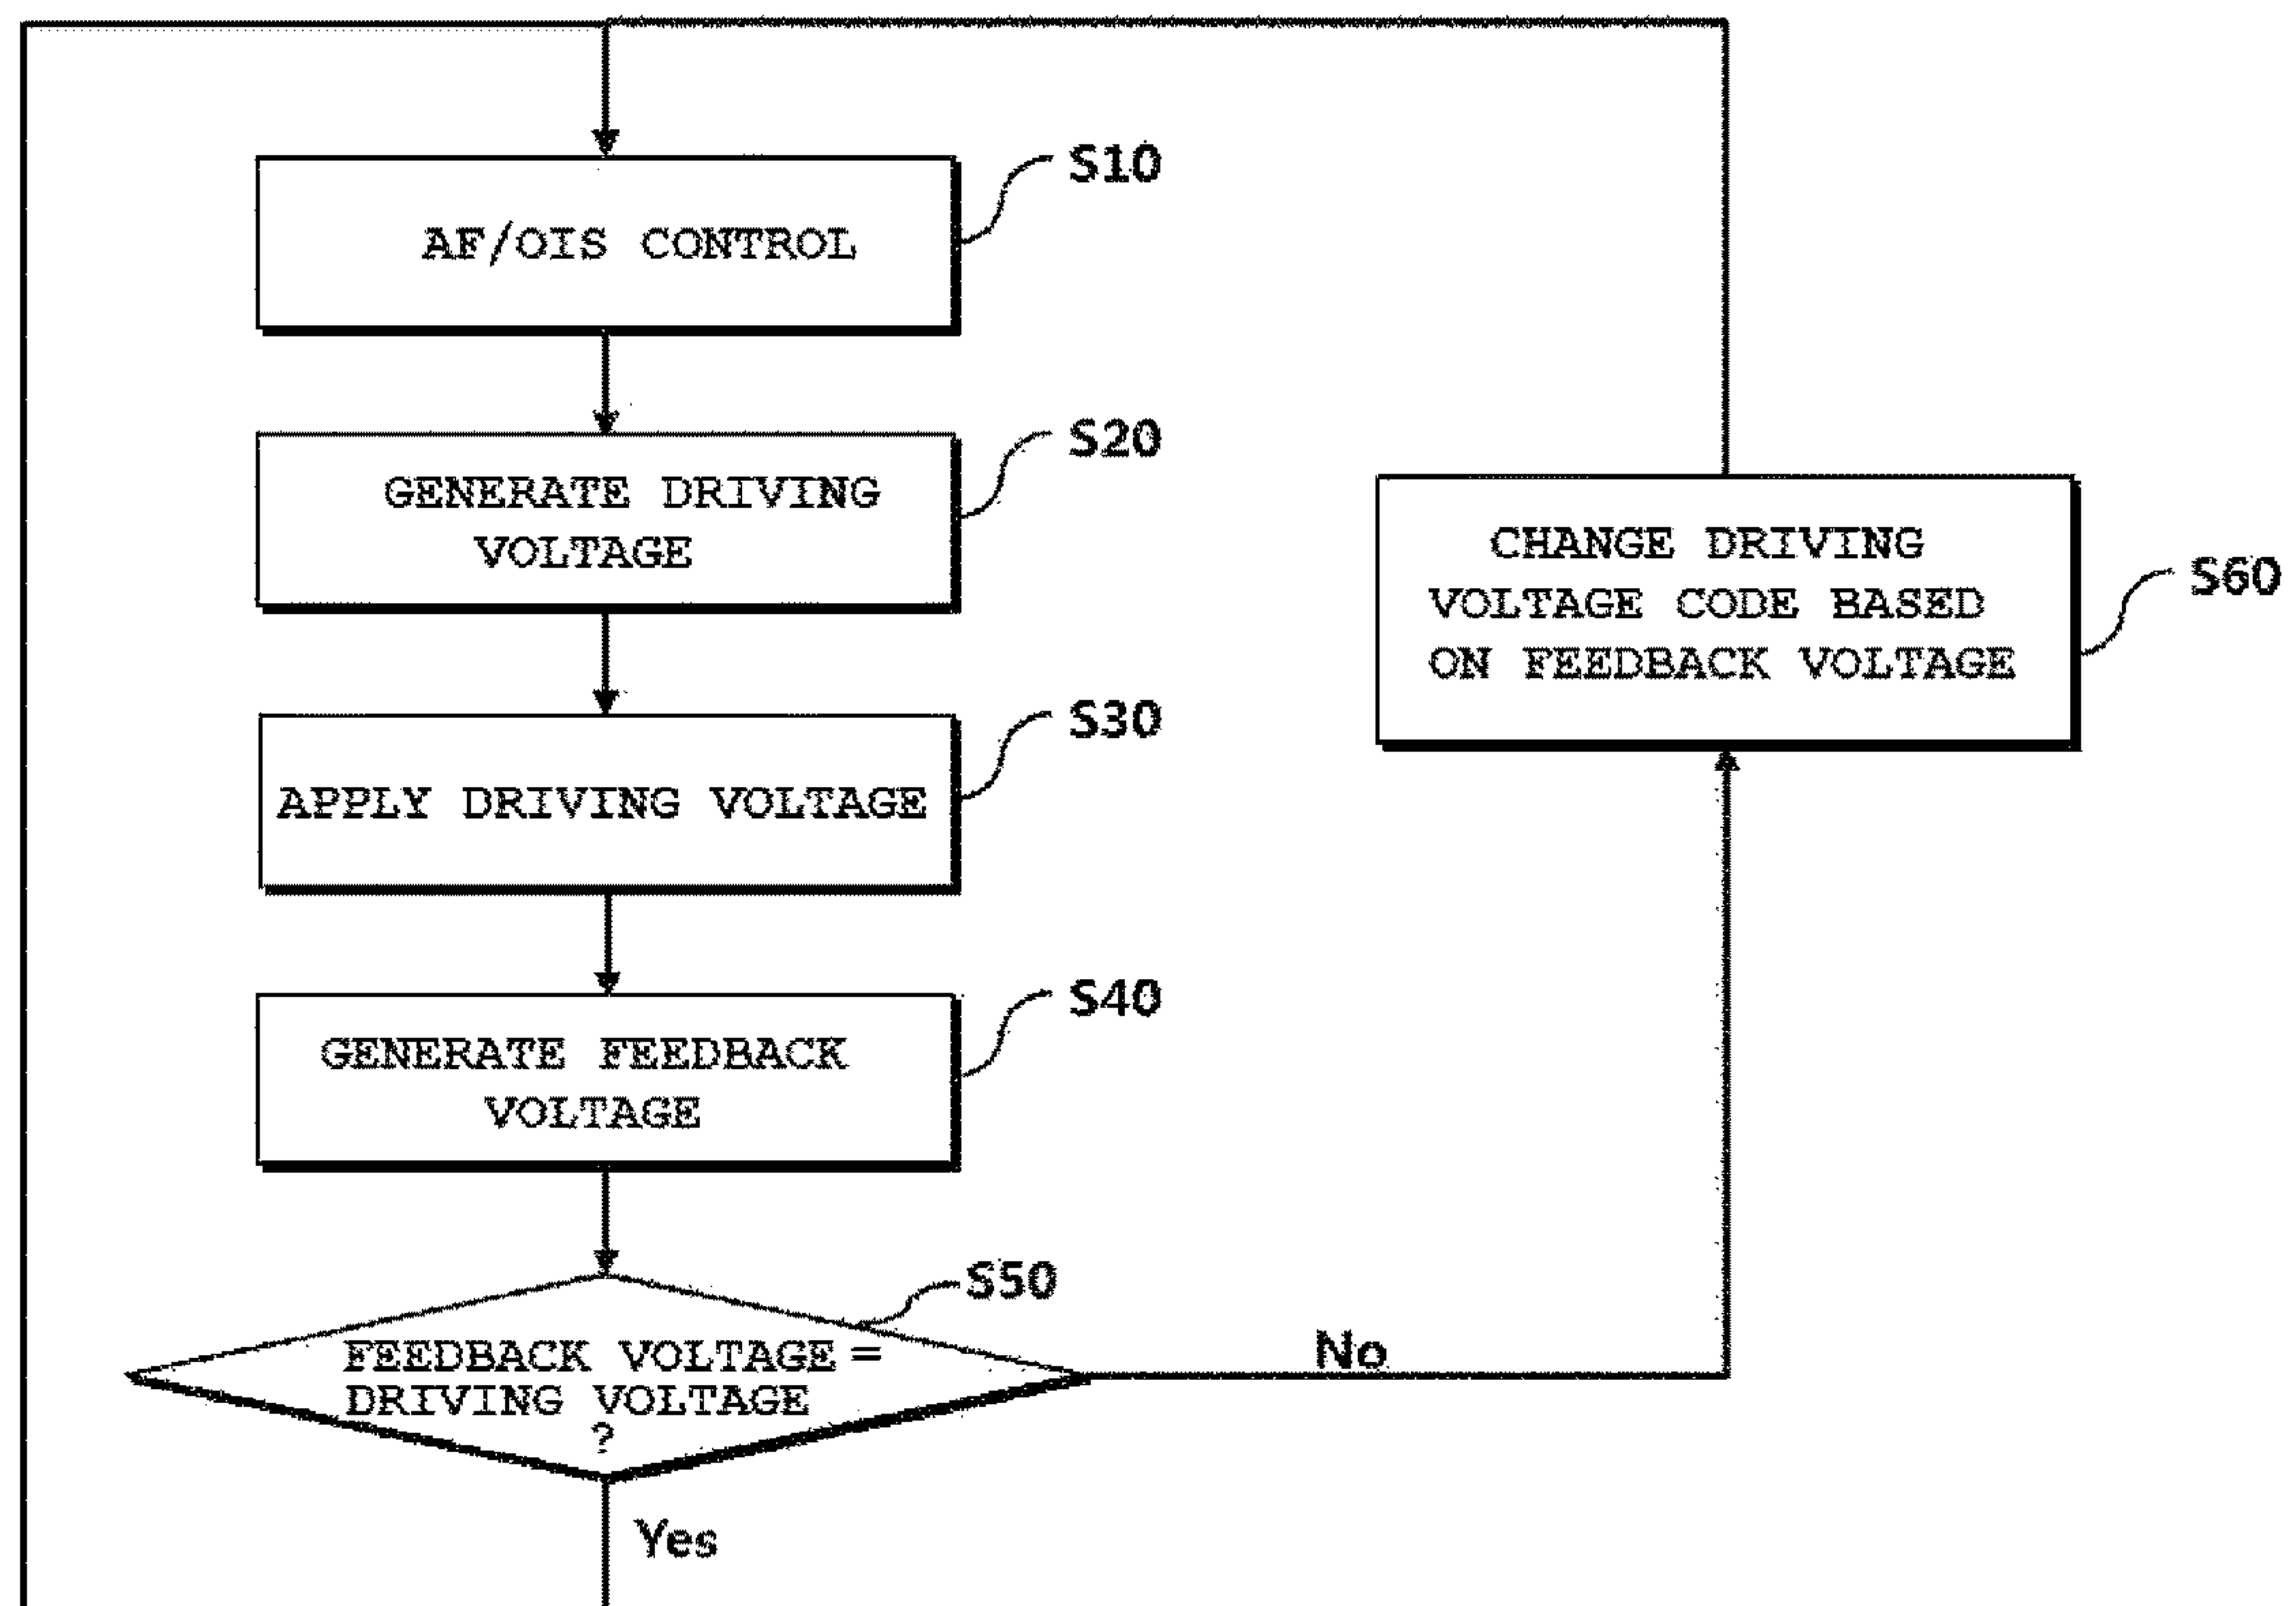 AF/OIS CONTROL
S10
GENERATE DRIVING
VOLTAGE
S20
APPLY DRIVING VOLTAGE
S30
GENERATE FEEDBACK
VOLTAGE
S40
FEEDBACK VOLTAGE =
DRIVING VOLTAGE
?
S50
Yes
No
CHANGE DRIVING
VOLTAGE CODE BASED
ON FEEDBACK VOLTAGE
S60